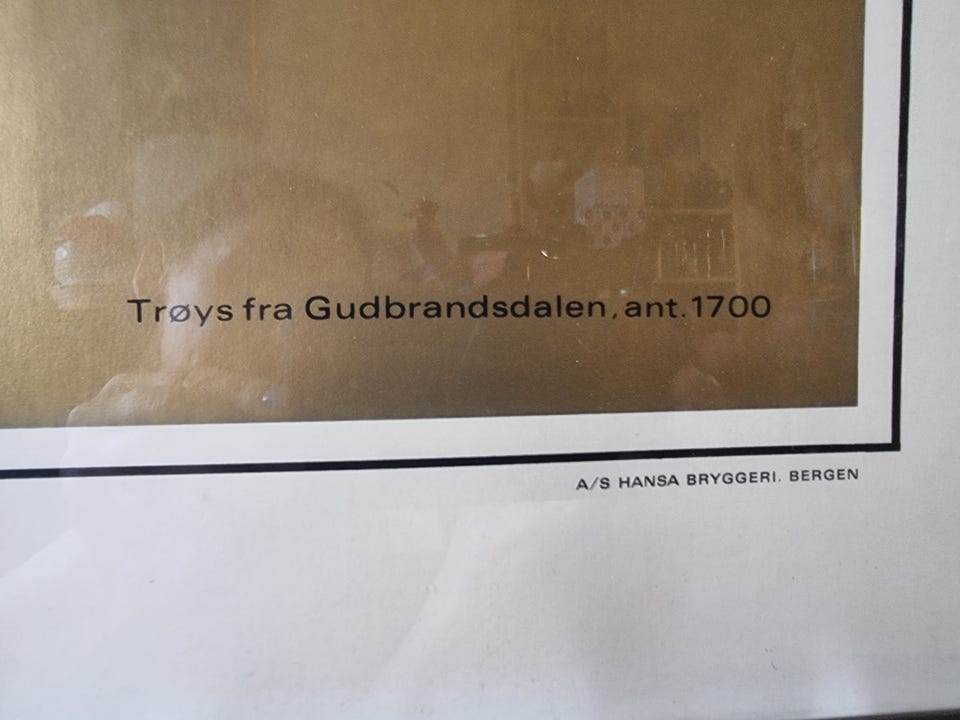 Trøys fra Gudbrandsdalen, ant. 1700
A/S HANSA BRYGGERI. BERGEN